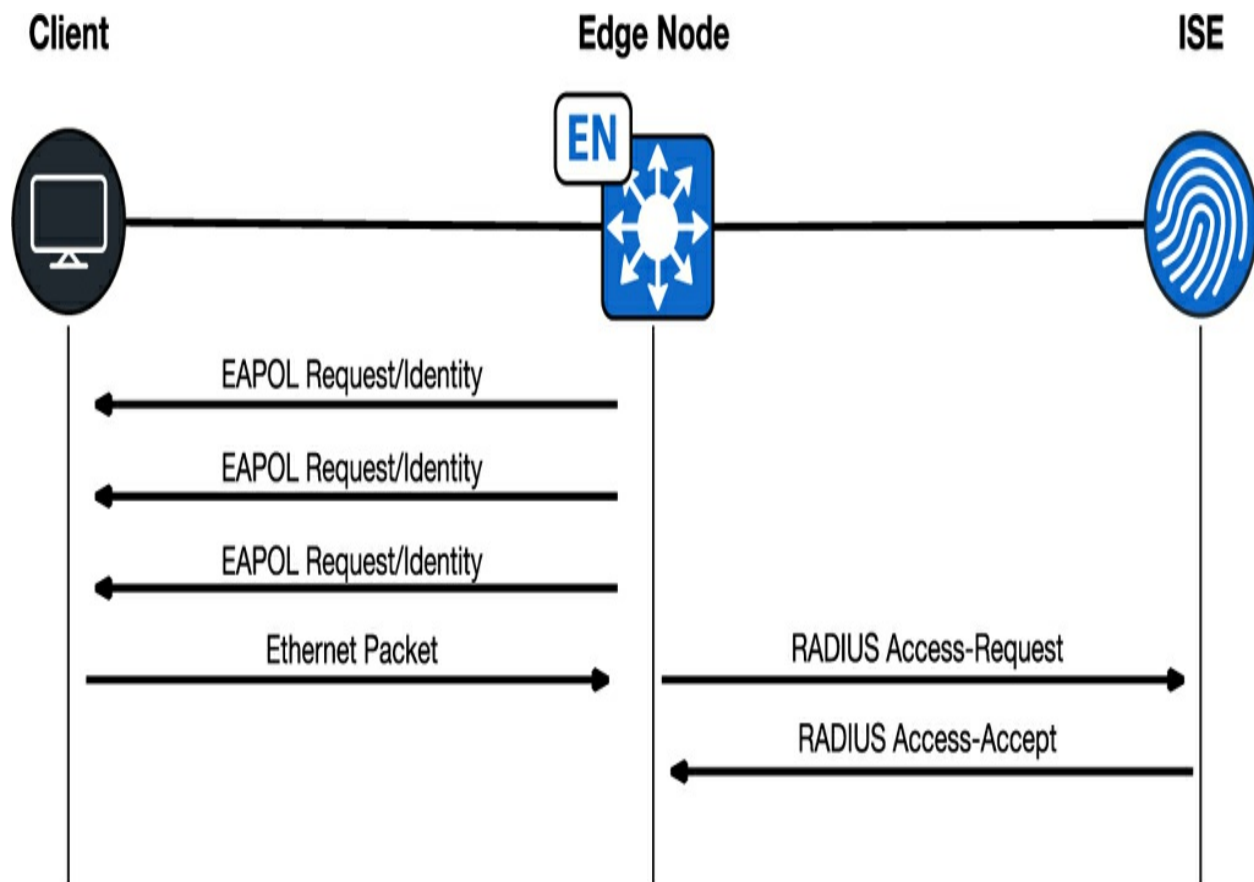 Client
Edge Node
ISE
EN
EAPOL Request/Identity
EAPOL Request/Identity
EAPOL Request/Identity
Ethernet Packet
RADIUS Access-Request
RADIUS Access-Accept